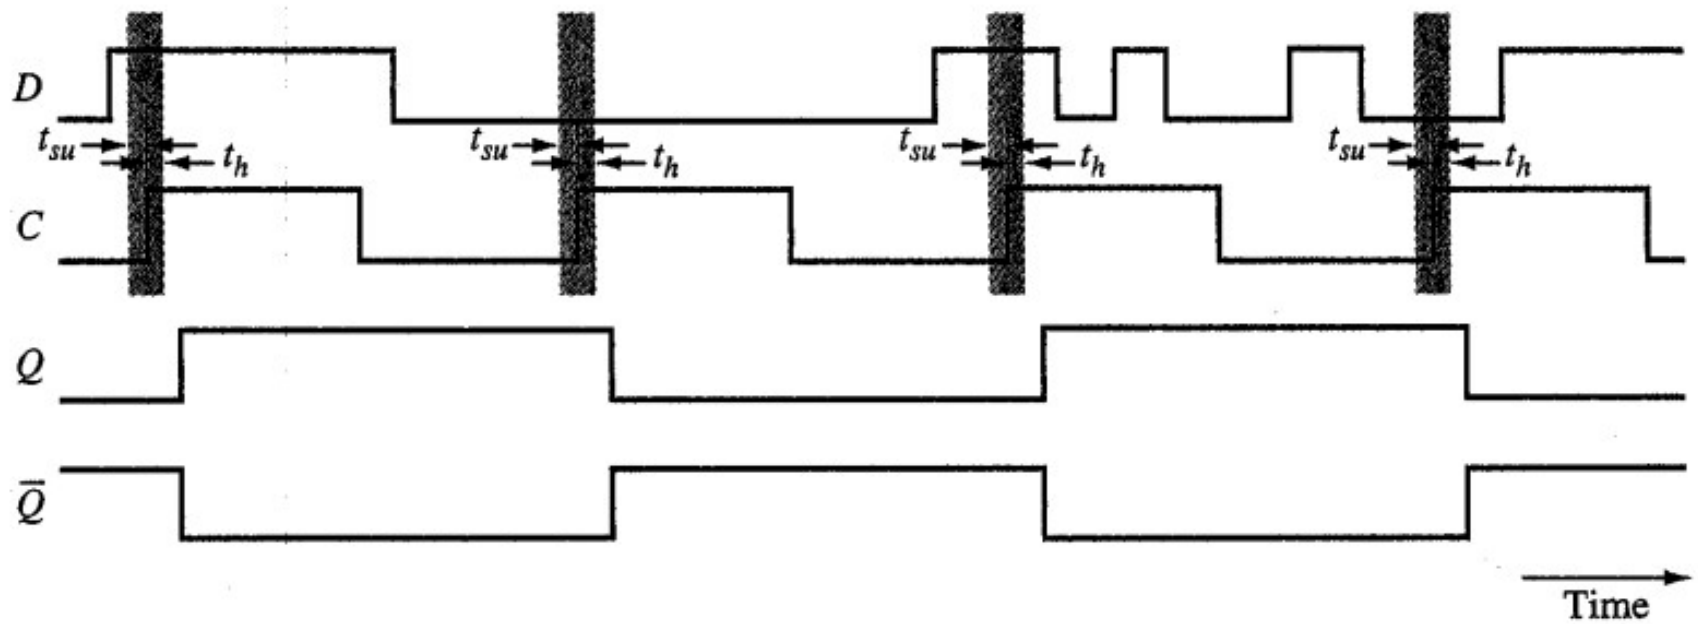 D
t_su t_su t_su t_su
t_h t_h t_h t_h
C
Q
Q̅
Time